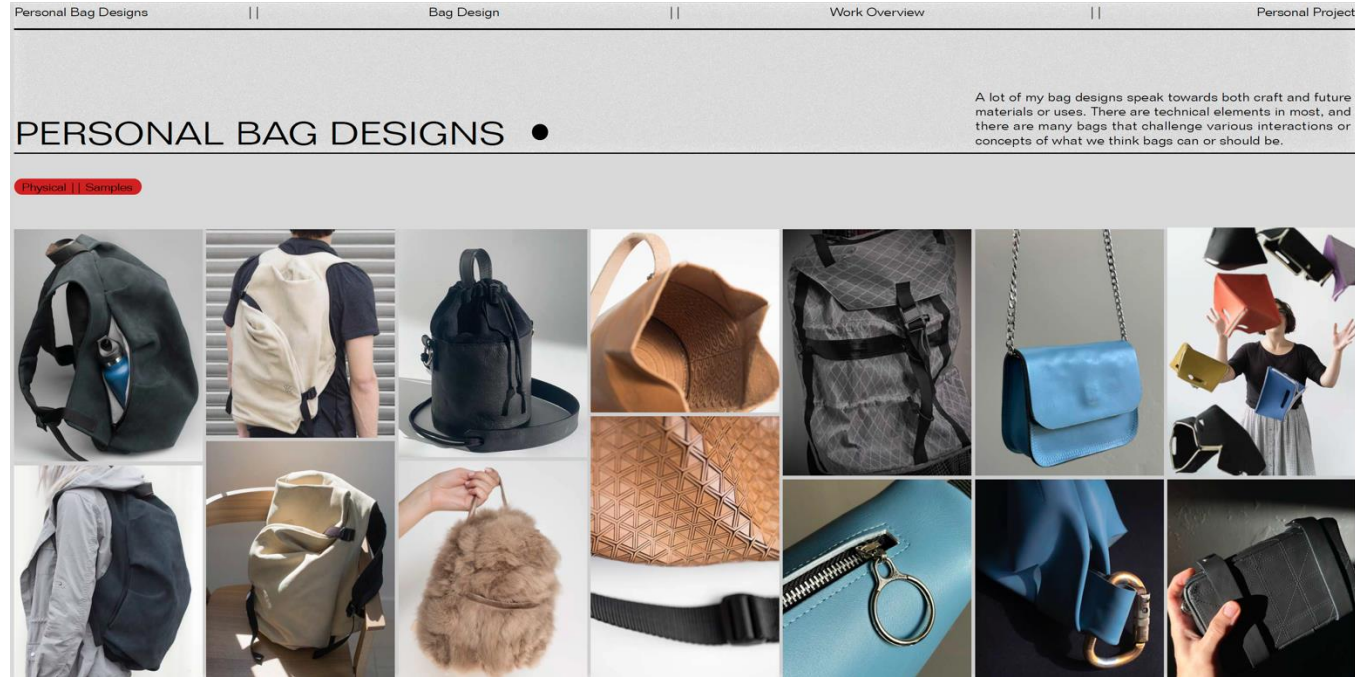 Personal Bag Designs || Bag Design || Work Overview || Personal Project
A lot of my bag designs speak towards both craft and future
materials or uses. There are technical elements in most, and
there are many bags that challenge various interactions or
concepts of what we think bags can or should be.
PERSONAL BAG DESIGNS •
Physical || Samples